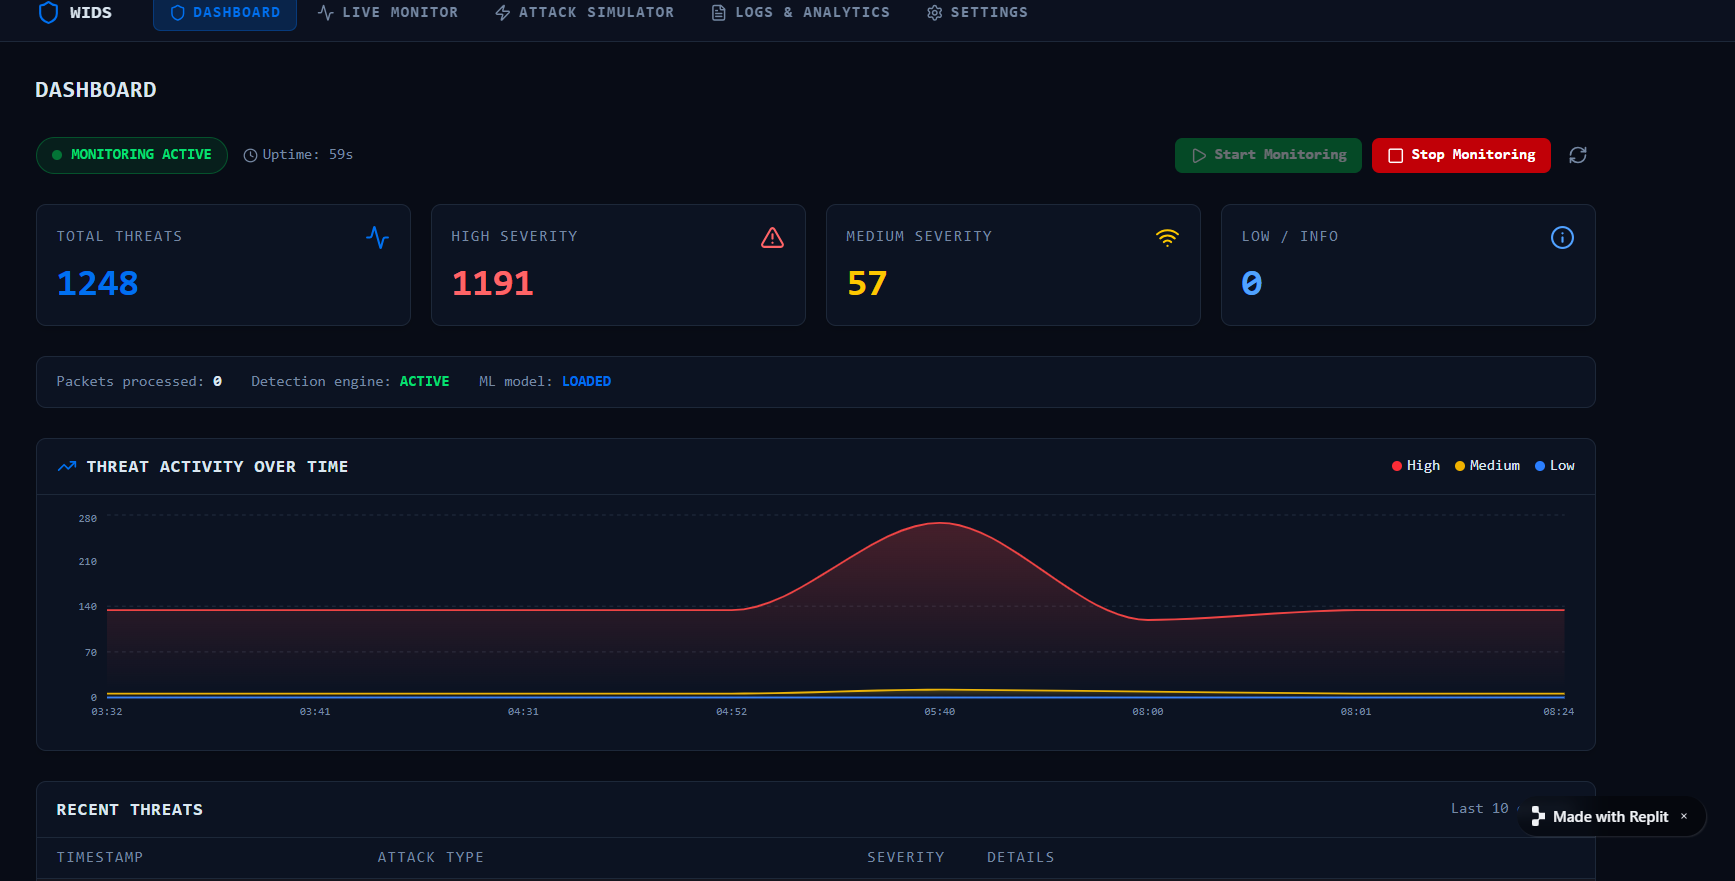 WIDS DASHBOARD LIVE MONITOR ATTACK SIMULATOR LOGS & ANALYTICS SETTINGS
DASHBOARD
MONITORING ACTIVE Uptime: 59s Start Monitoring Stop Monitoring
TOTAL THREATS
1248
HIGH SEVERITY
1191
MEDIUM SEVERITY
57
LOW / INFO
0
Packets processed: 0 Detection engine: ACTIVE ML model: LOADED
THREAT ACTIVITY OVER TIME High Medium Low
280
210
140
70
0
03:32 03:41 04:31 04:52 05:40 08:00 08:01 08:24
RECENT THREATS Last 10
Made with Replit ×
TIMESTAMP ATTACK TYPE SEVERITY DETAILS